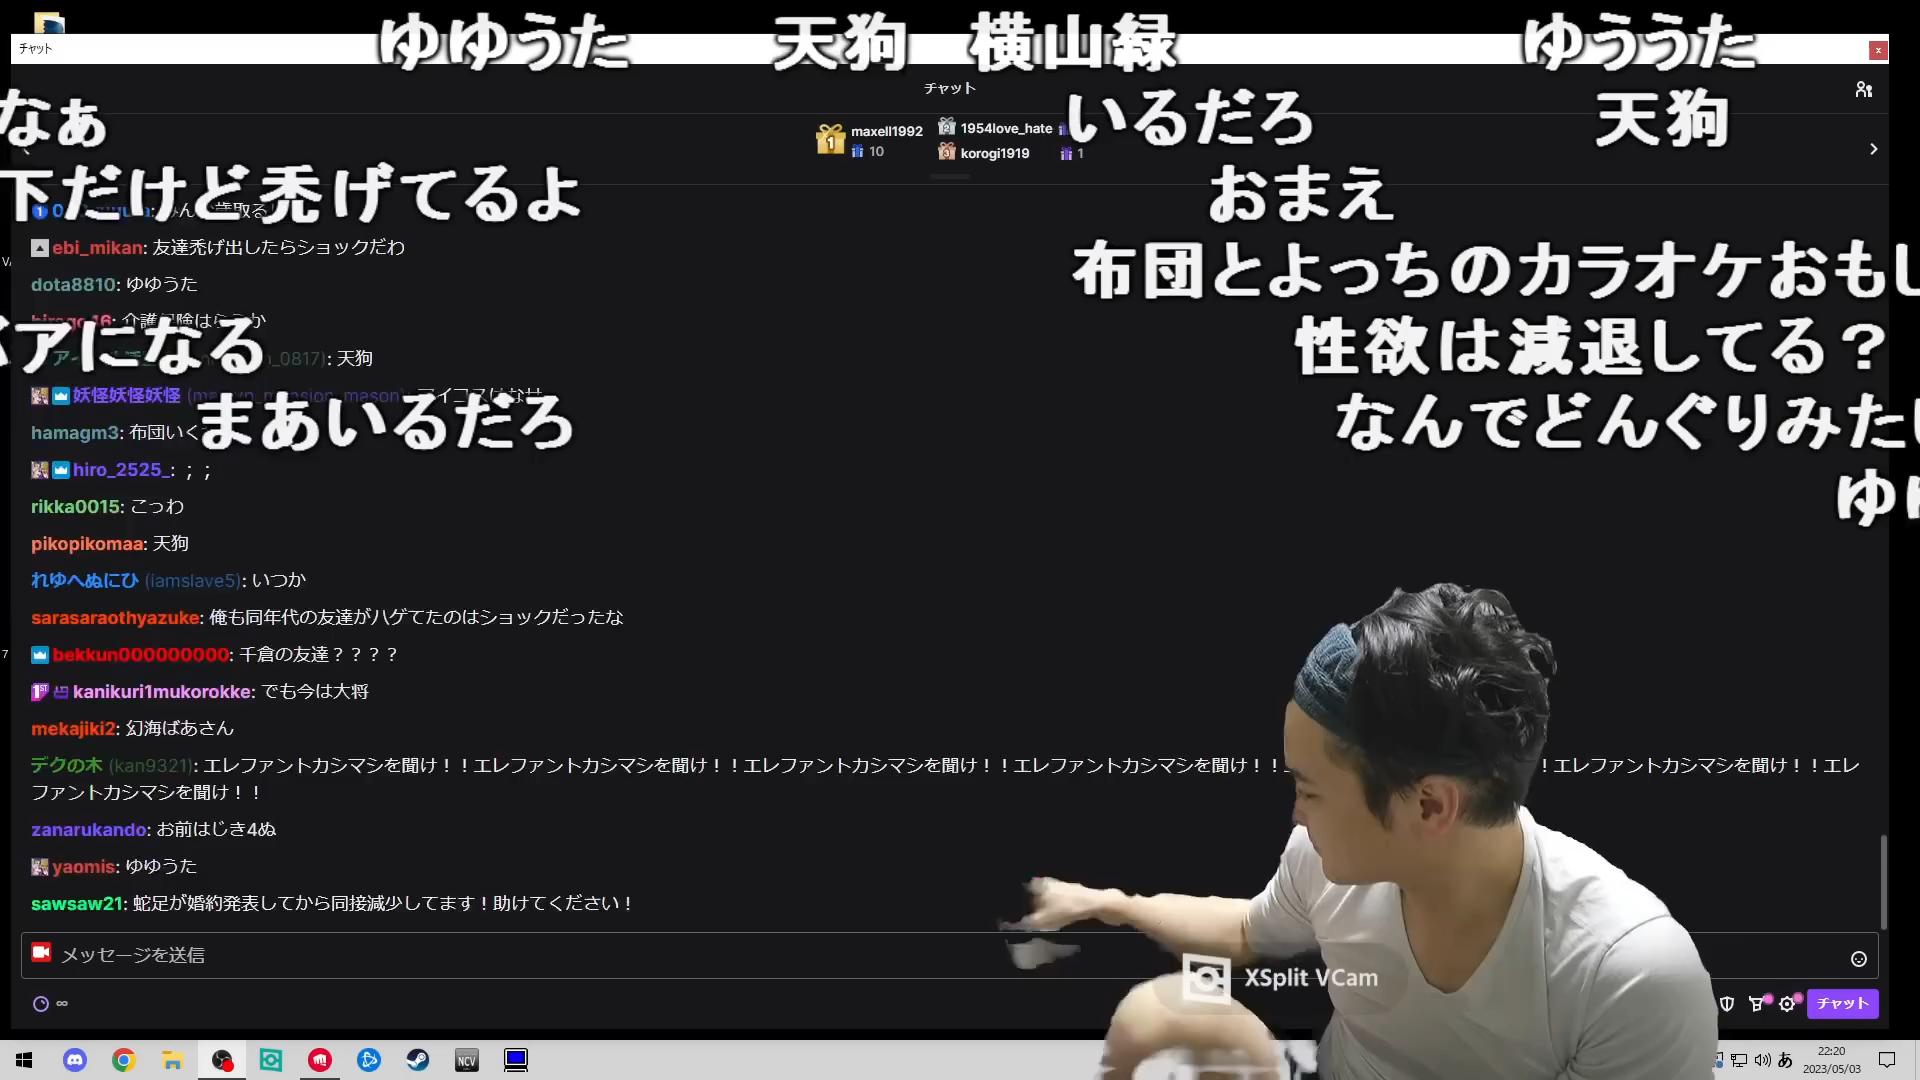 ゆゆうた
天狗
横山緑
ゆううた
チャット
チャット
なぁ
いるだろ
天狗
maxell1992
10
1954love_hate
korogi1919
1
下だけど禿げてるよ
おまえ
ebi_mikan: 友達禿げ出したらショックだわ
布団とよっちのカラオケおもし
dota8810: ゆゆうた
バアになる
_0817): 天狗
性欲は減退してる？
妖怪妖怪妖怪
まあいるだろ
なんでどんぐりみたい
hamagm3: 布団いく
hiro_2525_: ；；
rikka0015: こっわ
ゆ
pikopikomaa: 天狗
れゆへぬにひ (iamslave5): いつか
sarasaraothyazuke: 俺も同年代の友達がハゲてたのはショックだったな
bekkun000000000: 千倉の友達？？？？
kanikuri1mukorokke: でも今は大将
mekajiki2: 幻海ばあさん
デクの木 (kan9321): エレファントカシマシを聞け！！エレファントカシマシを聞け！！エレファントカシマシを聞け！！エレファントカシマシを聞け！！ ！エレファントカシマシを聞け！！エレ
ファントカシマシを聞け！！
zanarukando: お前はじき4ぬ
yaomis: ゆゆうた
sawsaw21: 蛇足が婚約発表してから同接減少してます！助けてください！
メッセージを送信
XSplit VCam
∞
チャット
NCV
あ
22:20
2023/05/03